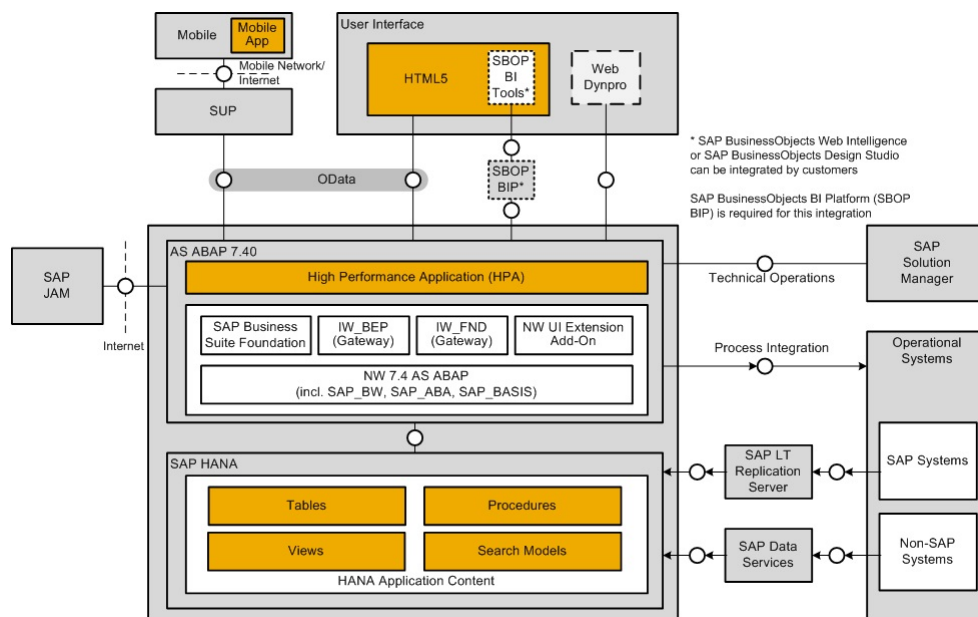 Mobile
Mobile
App
Mobile Network/
Internet
SUP
User Interface
HTML5
SBOP
BI
Tools*
Web
Dynpro
OData
SBOP
BIP*
* SAP BusinessObjects Web Intelligence
or SAP BusinessObjects Design Studio
can be integrated by customers
SAP BusinessObjects BI Platform (SBOP
BIP) is required for this integration
SAP
JAM
Internet
AS ABAP 7.40
High Performance Application (HPA)
SAP Business
Suite Foundation
IW_BEP
(Gateway)
IW_FND
(Gateway)
NW UI Extension
Add-On
NW 7.4 AS ABAP
(incl. SAP_BW, SAP_ABA, SAP_BASIS)
Technical Operations
SAP
Solution
Manager
Process Integration
Operational
Systems
SAP HANA
Tables
Procedures
Views
Search Models
HANA Application Content
SAP LT
Replication
Server
SAP Systems
SAP Data
Services
Non-SAP
Systems